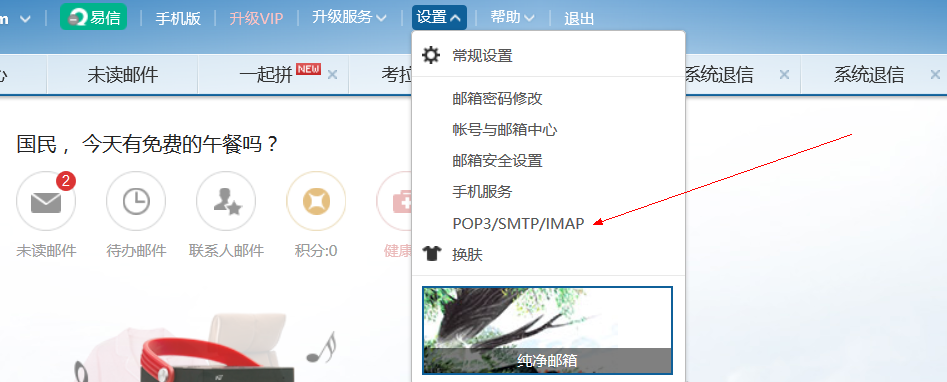 m 易信 手机版 升级VIP 升级服务 设置 帮助 退出
心 未读邮件 一起拼 NEW 考拉 系统退信 系统退信
常规设置
邮箱密码修改
帐号与邮箱中心
邮箱安全设置
手机服务
POP3/SMTP/IMAP
换肤
纯净邮箱
国民，今天有免费的午餐吗？
2
未读邮件 待办邮件 联系人邮件 积分:0 健康